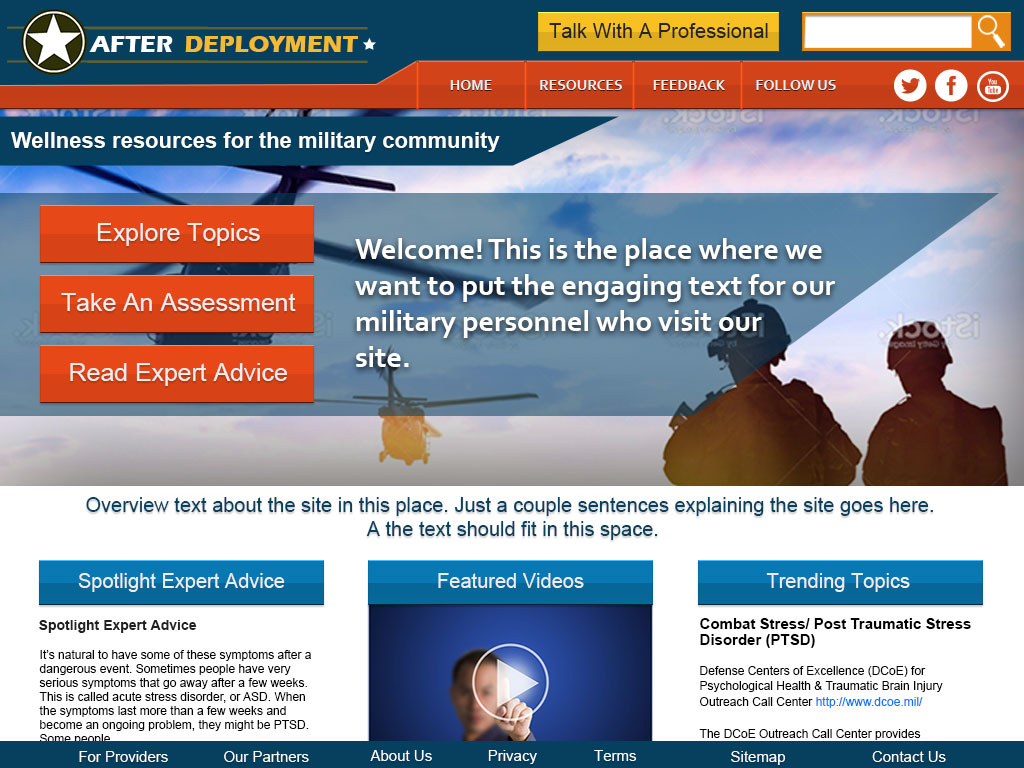 AFTER DEPLOYMENT
Talk With A Professional
HOME
RESOURCES
FEEDBACK
FOLLOW US
You
Tube
Wellness resources for the military community
Explore Topics
Take An Assessment
Read Expert Advice
Welcome! This is the place where we
want to put the engaging text for our
military personnel who visit our
site.
iStock
by Getty Images
Overview text about the site in this place. Just a couple sentences explaining the site goes here.
A the text should fit in this space.
Spotlight Expert Advice
Spotlight Expert Advice
It's natural to have some of these symptoms after a
dangerous event. Sometimes people have very
serious symptoms that go away after a few weeks.
This is called acute stress disorder, or ASD. When
the symptoms last more than a few weeks and
become an ongoing problem, they might be PTSD.
Some people
Featured Videos
Trending Topics
Combat Stress/ Post Traumatic Stress
Disorder (PTSD)
Defense Centers of Excellence (DCoE) for
Psychological Health & Traumatic Brain Injury
Outreach Call Center http://www.dcoe.mil/
The DCoE Outreach Call Center provides
For Providers
Our Partners
About Us
Privacy
Terms
Sitemap
Contact Us